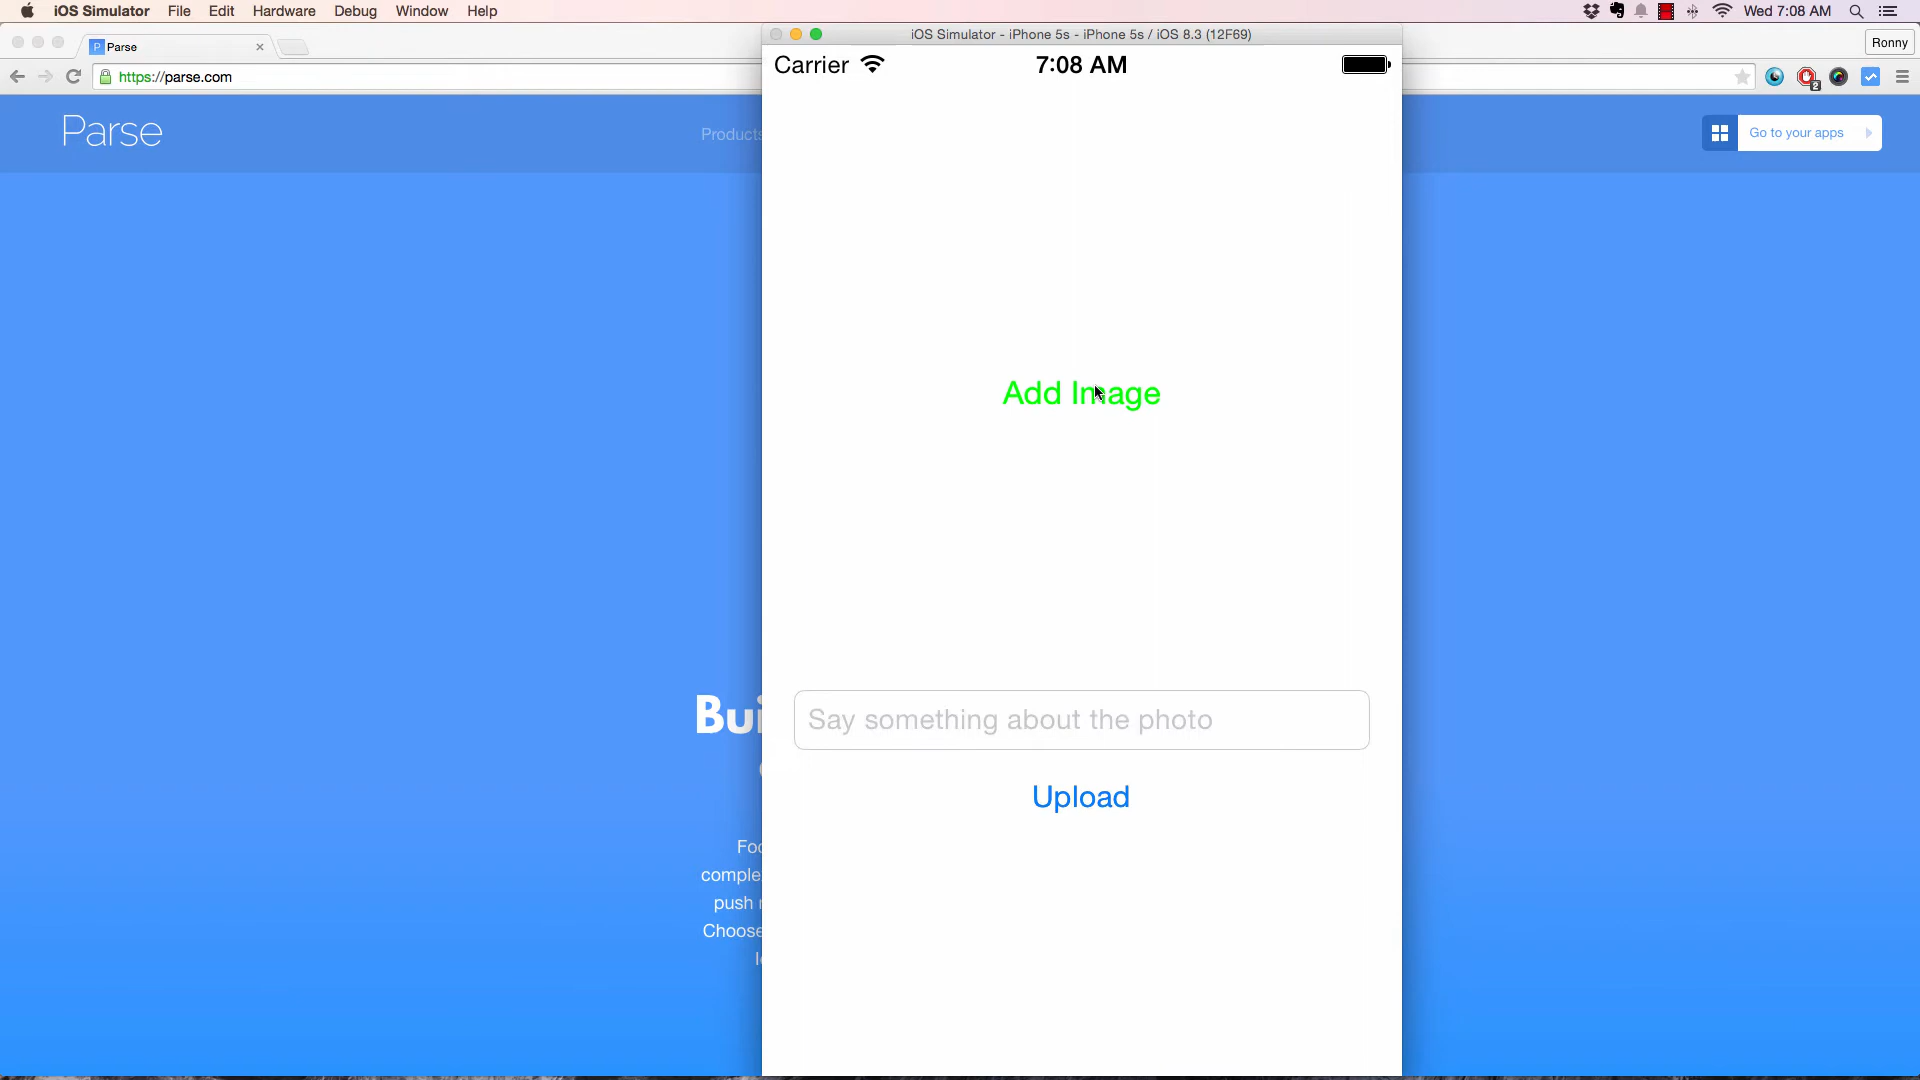 iOS Simulator File Edit Hardware Debug Window Help Wed 7:08 AM
iOS Simulator - iPhone 5s - iPhone 5s / iOS 8.3 (12F69)
Parse Ronny
https://parse.com 2
Carrier 7:08 AM
Parse Products Go to your apps
Add Image
Say something about the photo
Upload
comple
push
Choose